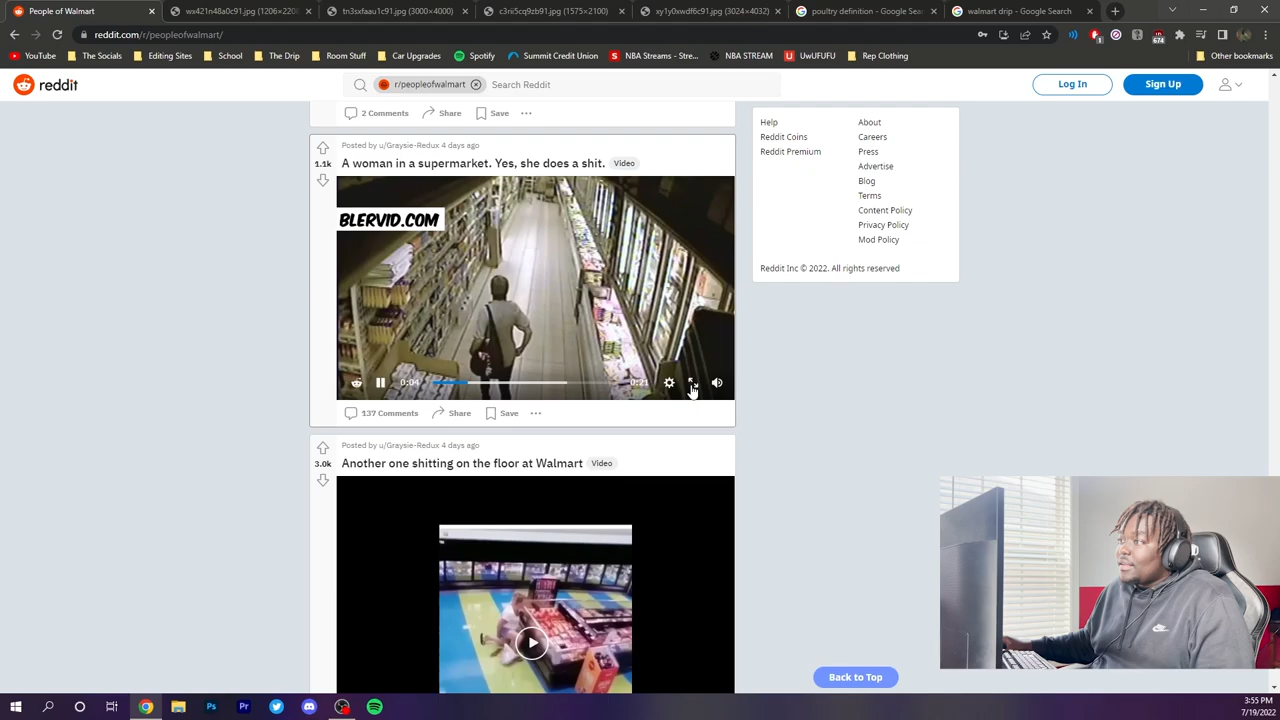 People of Walmart
wx421n48a0c91.jpg (1206×220
tn3sxfaau1c91.jpg (3000×4000)
c3rii5cq9zb91.jpg (1575×2100)
xy1y0xwdf6c91.jpg (3024×4032)
poultry definition - Google Sea
walmart drip - Google Search
reddit.com/r/peopleofwalmart/
YouTube The Socials Editing Sites School The Drip Room Stuff Car Upgrades Spotify Summit Credit Union NBA Streams - Stre... NBA STREAM UwUFUFU Rep Clothing Other bookmarks
reddit r/peopleofwalmart Search Reddit Log In Sign Up
2 Comments Share Save
Posted by u/Graysie-Redux 4 days ago
1.1k A woman in a supermarket. Yes, she does a shit. Video
BLERVID.COM
0:04 0:21
137 Comments Share Save
Posted by u/Graysie-Redux 4 days ago
3.0k Another one shitting on the floor at Walmart Video
Help About
Reddit Coins Careers
Reddit Premium Press
Advertise
Blog
Terms
Content Policy
Privacy Policy
Mod Policy
Reddit Inc © 2022. All rights reserved
Back to Top
3:55 PM
7/19/2022